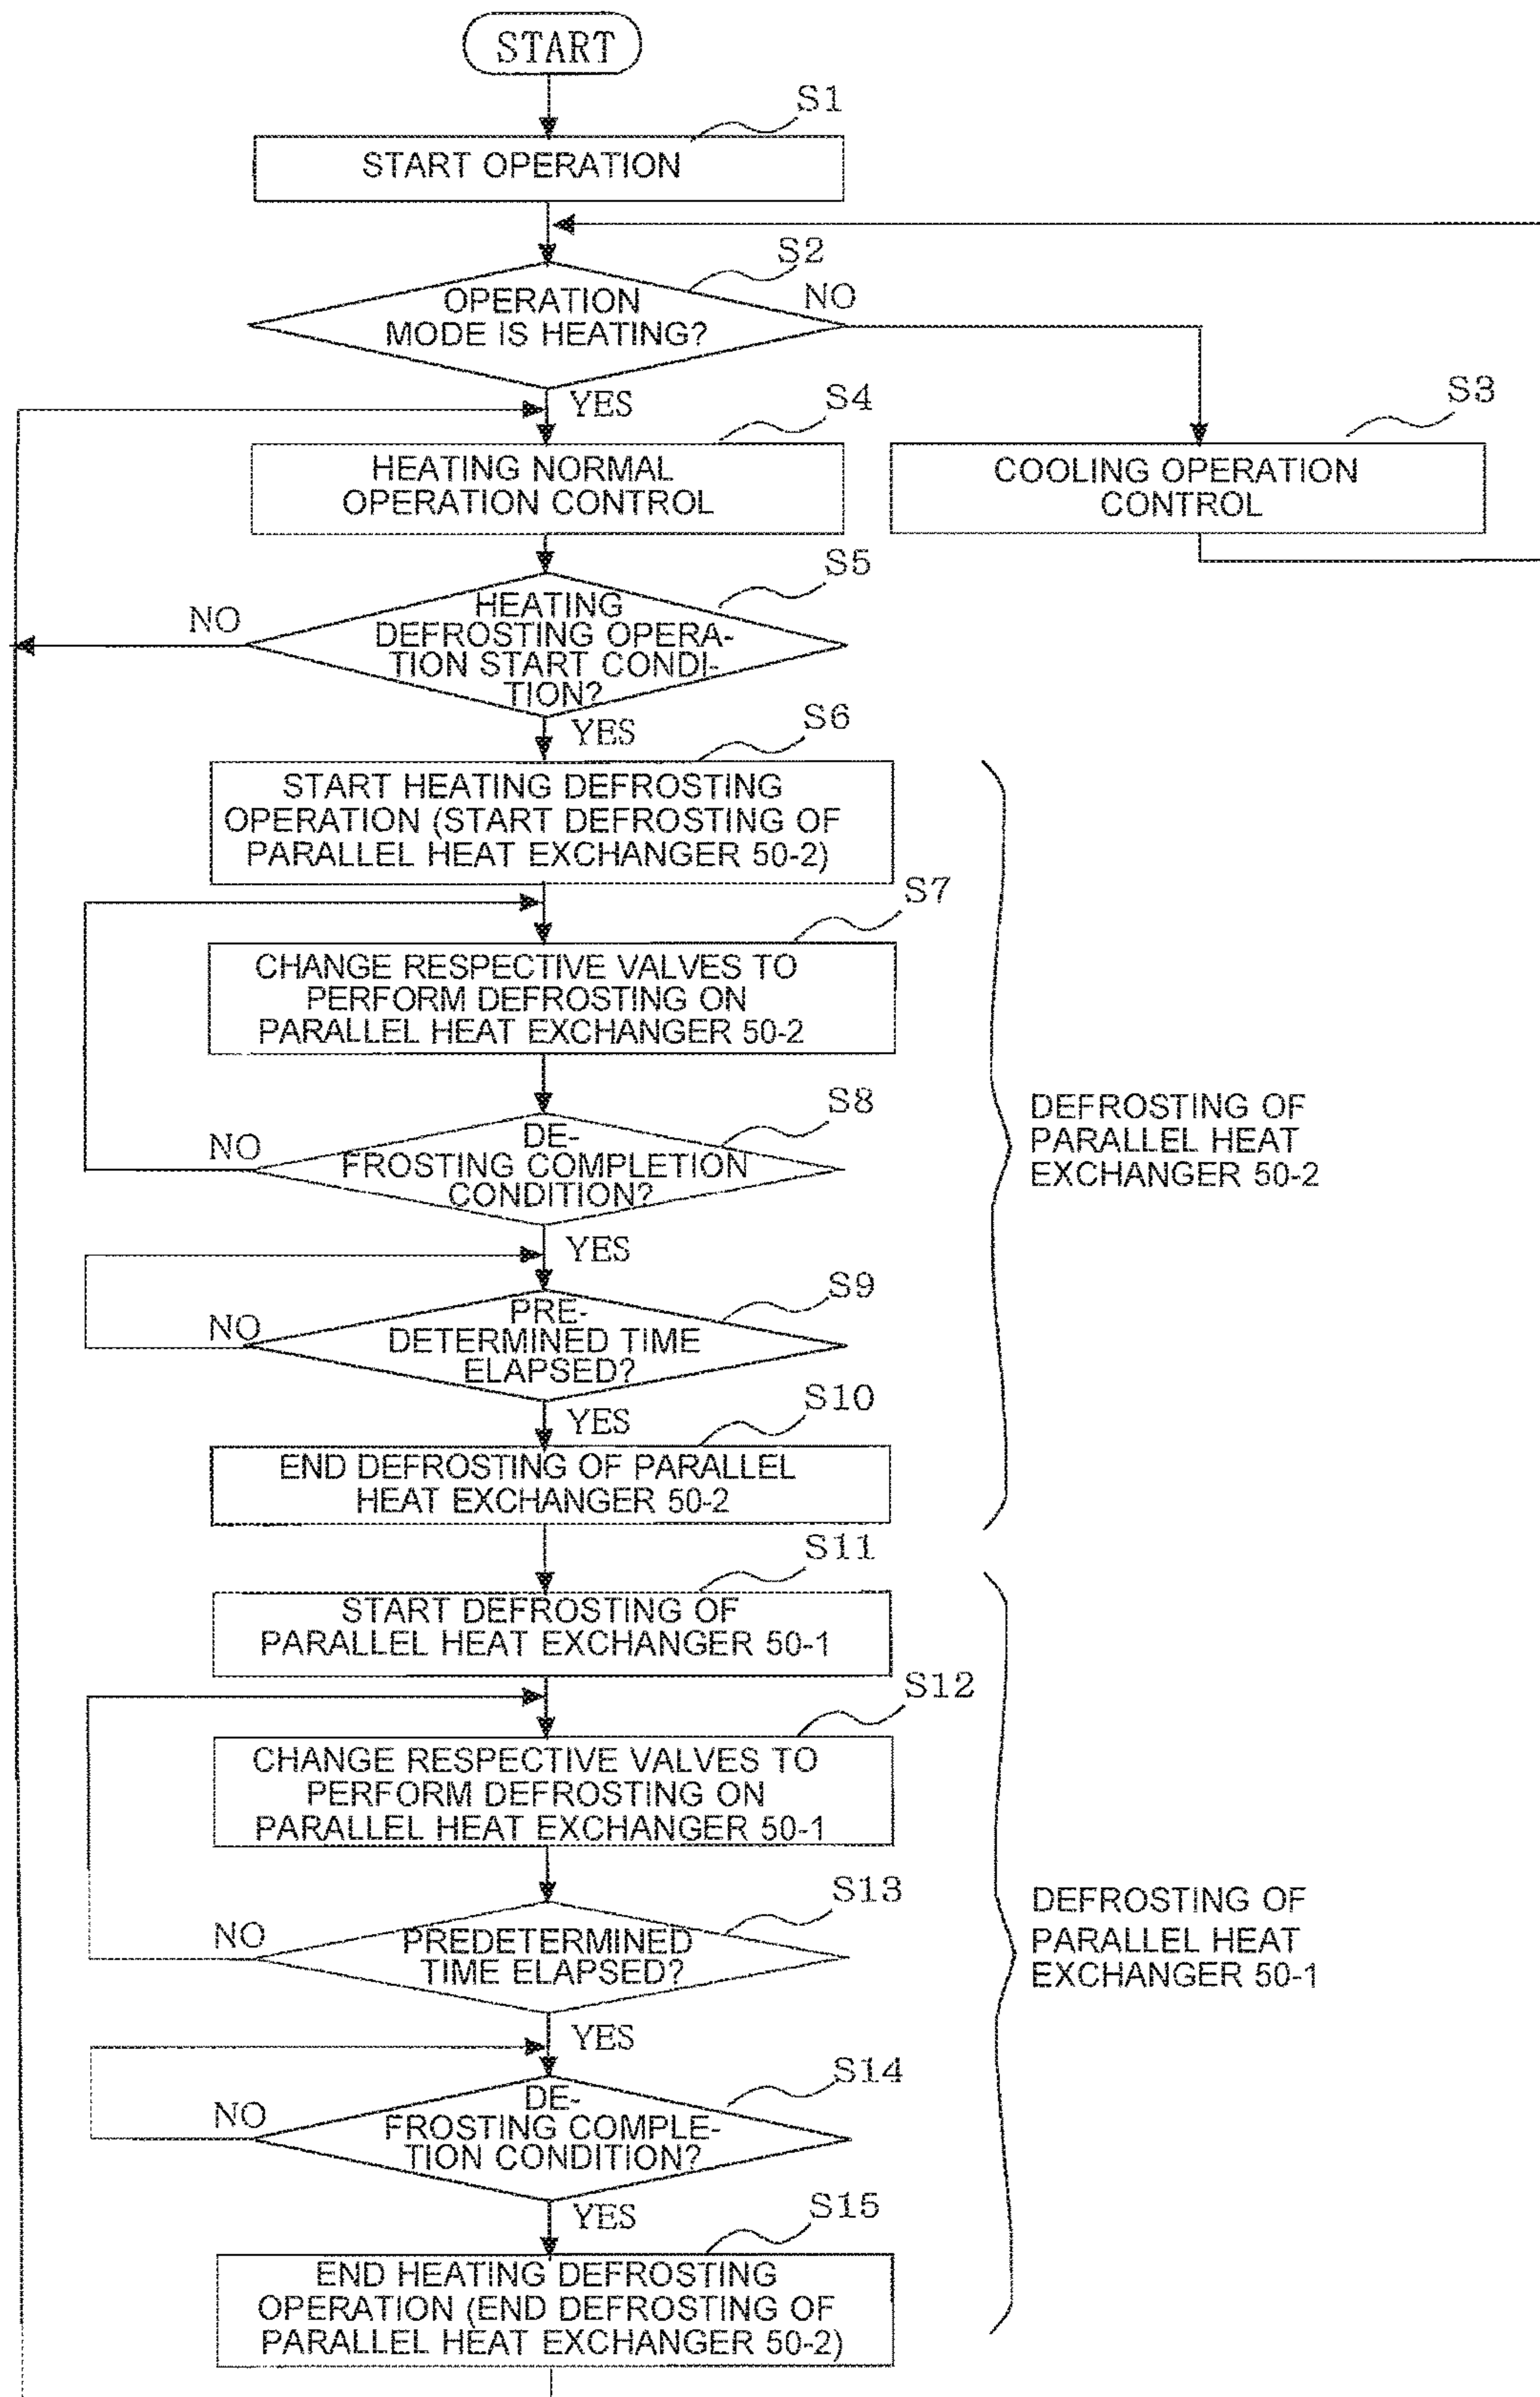 START
S1
START OPERATION
S2
OPERATION
MODE IS HEATING?
NO
YES
S4
HEATING NORMAL
OPERATION CONTROL
S3
COOLING OPERATION
CONTROL
S5
HEATING
DEFROSTING OPERA-
TION START CONDI-
TION?
NO
YES
S6
START HEATING DEFROSTING
OPERATION (START DEFROSTING OF
PARALLEL HEAT EXCHANGER 50-2)
S7
CHANGE RESPECTIVE VALVES TO
PERFORM DEFROSTING ON
PARALLEL HEAT EXCHANGER 50-2
S8
DE-
FROSTING COMPLETION
CONDITION?
NO
YES
DEFROSTING OF
PARALLEL HEAT
EXCHANGER 50-2
S9
PRE-
DETERMINED TIME
ELAPSED?
NO
YES
S10
END DEFROSTING OF PARALLEL
HEAT EXCHANGER 50-2
S11
START DEFROSTING OF
PARALLEL HEAT EXCHANGER 50-1
S12
CHANGE RESPECTIVE VALVES TO
PERFORM DEFROSTING ON
PARALLEL HEAT EXCHANGER 50-1
S13
PREDETERMINED
TIME ELAPSED?
NO
YES
DEFROSTING OF
PARALLEL HEAT
EXCHANGER 50-1
S14
DE-
FROSTING COMPLE-
TION CONDITION?
NO
YES
S15
END HEATING DEFROSTING
OPERATION (END DEFROSTING OF
PARALLEL HEAT EXCHANGER 50-2)